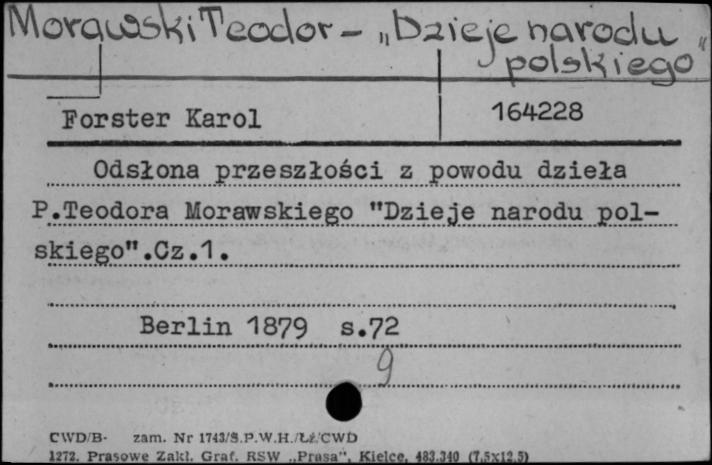 Morawski Teodor – „Dzieje narodu
polskiego"
Forster Karol
164228
Odsłona przeszłości z powodu dzieła
P.Teodora Morawskiego "Dzieje narodu pol-
skiego".Cz.1.
Berlin 1879 s.72
9
CWD/B- zam. Nr 1743/S.P.W.H./Lż/CWD
1272. Prasowe Zakł. Graf. RSW „Prasa", Kielce, 483.340 (7,5x12,5)